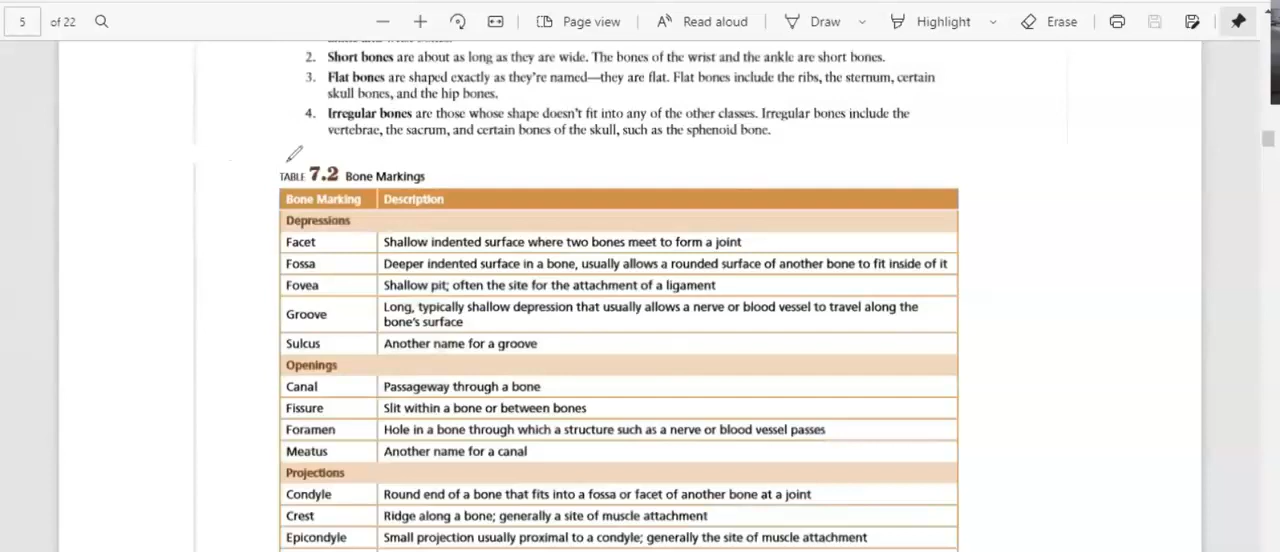 5 of 22 Page view Read aloud Draw Highlight Erase
2. Short bones are about as long as they are wide. The bones of the wrist and the ankle are short bones.
3. Flat bones are shaped exactly as they're named—they are flat. Flat bones include the ribs, the sternum, certain
skull bones, and the hip bones.
4. Irregular bones are those whose shape doesn't fit into any of the other classes. Irregular bones include the
vertebrae, the sacrum, and certain bones of the skull, such as the sphenoid bone.
TABLE 7.2 Bone Markings
Bone Marking Description
Depressions
Facet Shallow indented surface where two bones meet to form a joint
Fossa Deeper indented surface in a bone, usually allows a rounded surface of another bone to fit inside of it
Fovea Shallow pit; often the site for the attachment of a ligament
Groove Long, typically shallow depression that usually allows a nerve or blood vessel to travel along the
bone's surface
Sulcus Another name for a groove
Openings
Canal Passageway through a bone
Fissure Slit within a bone or between bones
Foramen Hole in a bone through which a structure such as a nerve or blood vessel passes
Meatus Another name for a canal
Projections
Condyle Round end of a bone that fits into a fossa or facet of another bone at a joint
Crest Ridge along a bone; generally a site of muscle attachment
Epicondyle Small projection usually proximal to a condyle; generally the site of muscle attachment